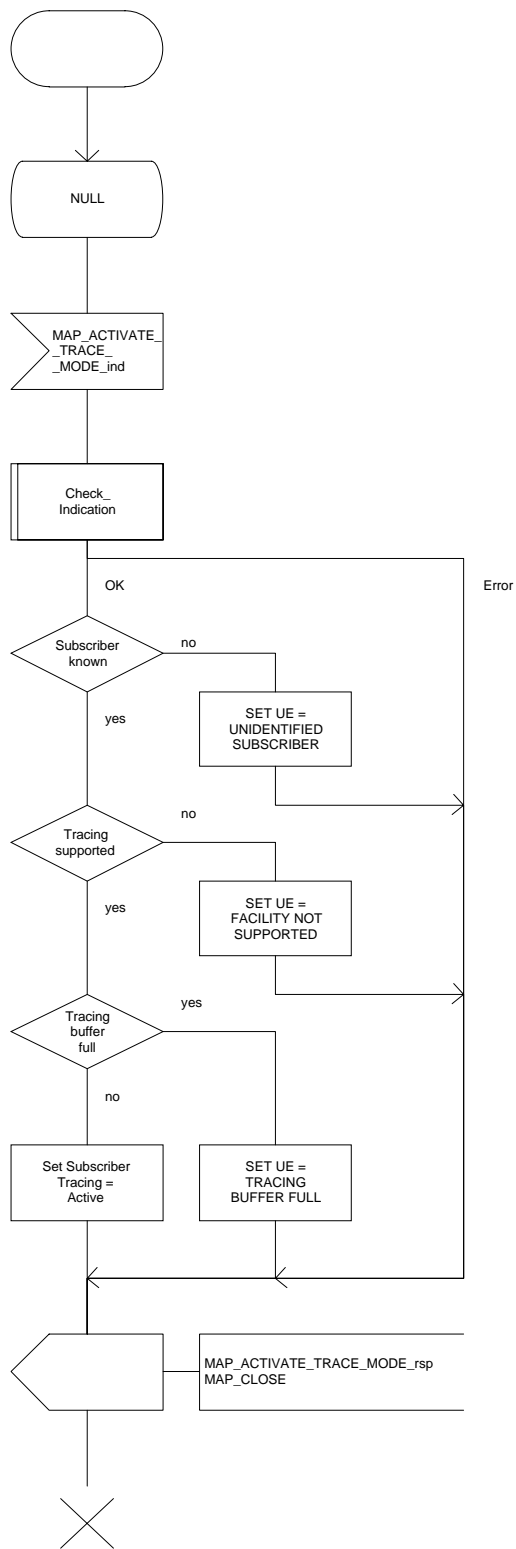 NULL
MAP_ACTIVATE_
_TRACE_
_MODE_ind
Check_
Indication
OK
Error
Subscriber
known
no
yes
SET UE =
UNIDENTIFIED
SUBSCRIBER
Tracing
supported
no
yes
SET UE =
FACILITY NOT
SUPPORTED
Tracing
buffer
full
yes
no
Set Subscriber
Tracing =
Active
SET UE =
TRACING
BUFFER FULL
MAP_ACTIVATE_TRACE_MODE_rsp
MAP_CLOSE